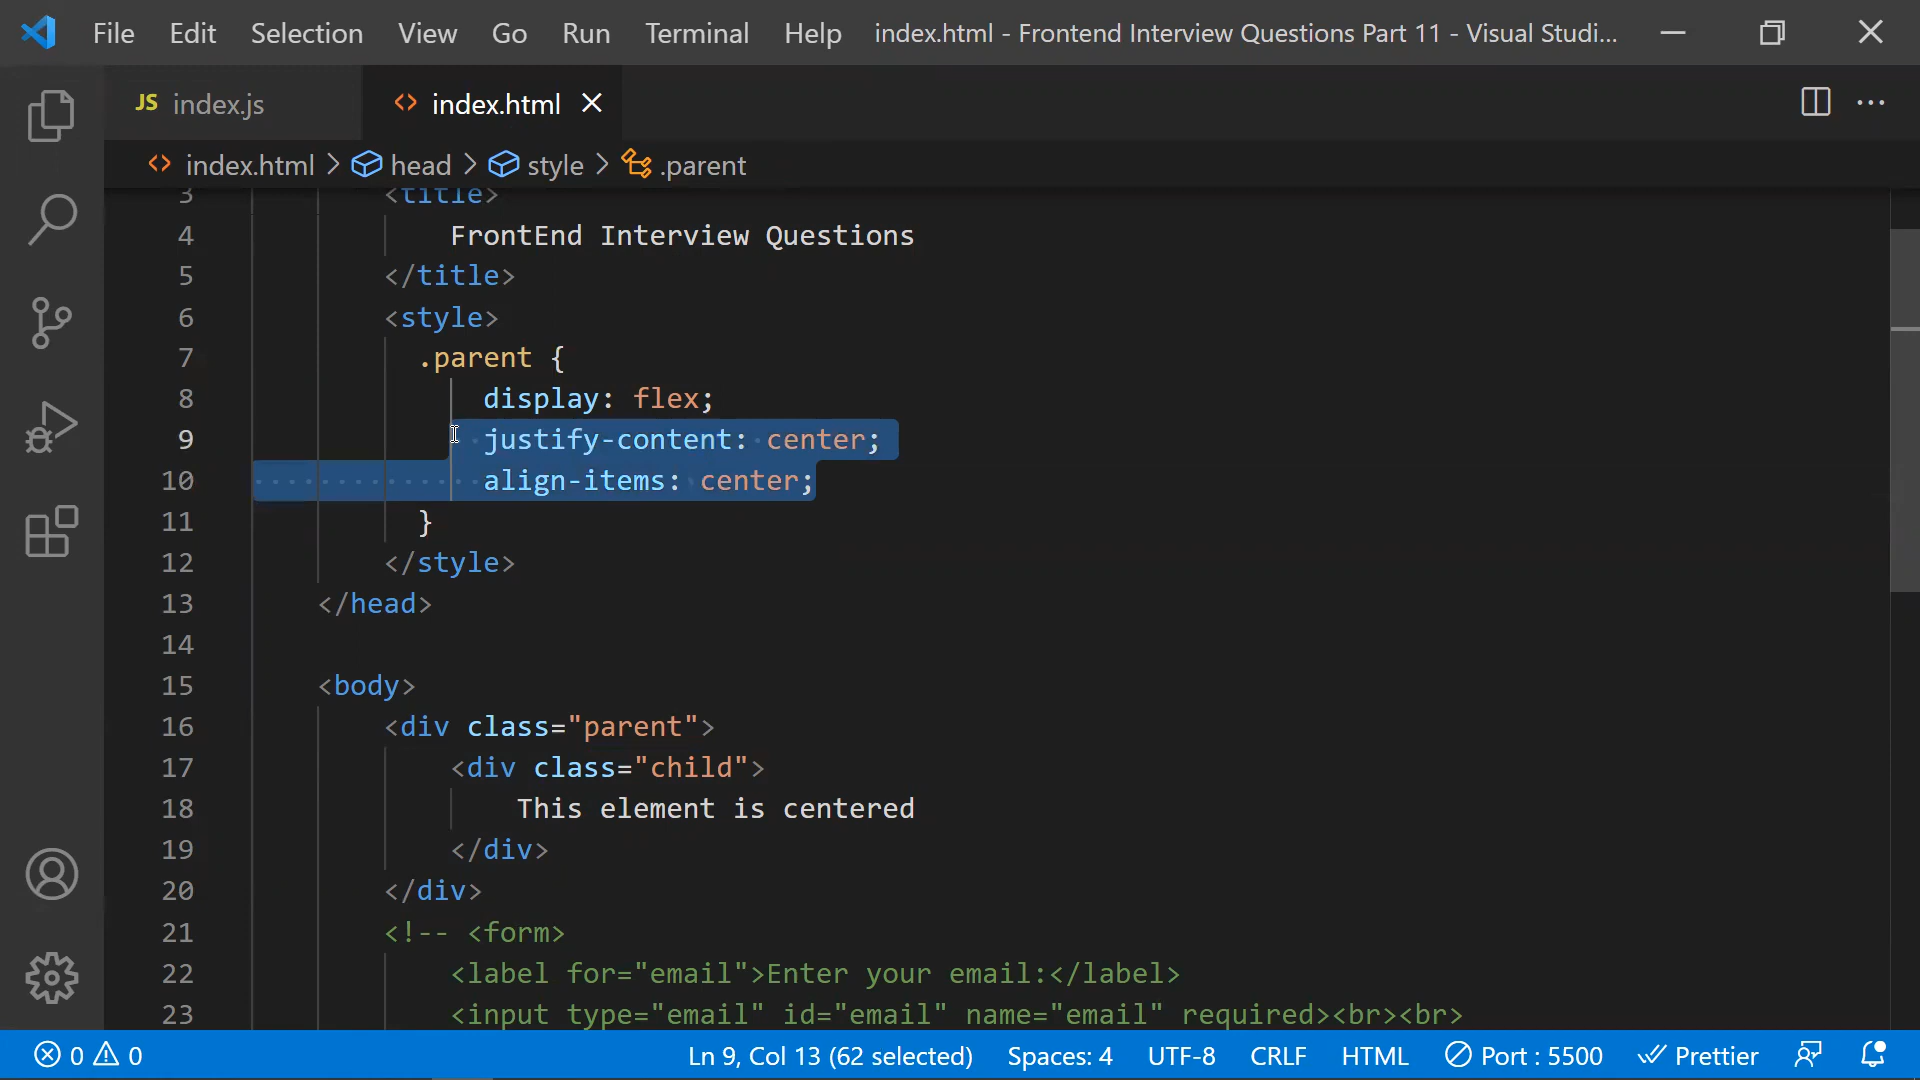 File Edit Selection View Go Run Terminal Help index.html - Frontend Interview Questions Part 11 - Visual Studi...
JS index.js index.html
index.html head style .parent
3 <title>
4 FrontEnd Interview Questions
5 </title>
6 <style>
7 .parent {
8 display: flex;
9 justify-content: center;
10 align-items: center;
11 }
12 </style>
13 </head>
14
15 <body>
16 <div class="parent">
17 <div class="child">
18 This element is centered
19 </div>
20 </div>
21 <!-- <form>
22 <label for="email">Enter your email:</label>
23 <input type="email" id="email" name="email" required><br><br>
0 0 Ln 9, Col 13 (62 selected) Spaces: 4 UTF-8 CRLF HTML Port : 5500 Prettier